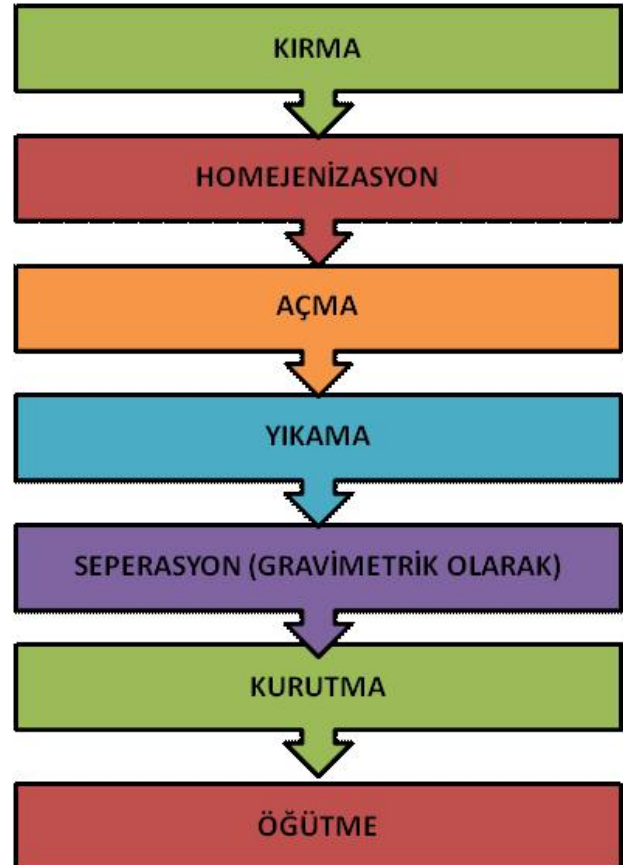 KIRMA
HOMEJENİZASYON
AÇMA
YIKAMA
SEPERASYON (GRAVİMETRİK OLARAK)
KURUTMA
ÖĞÜTME